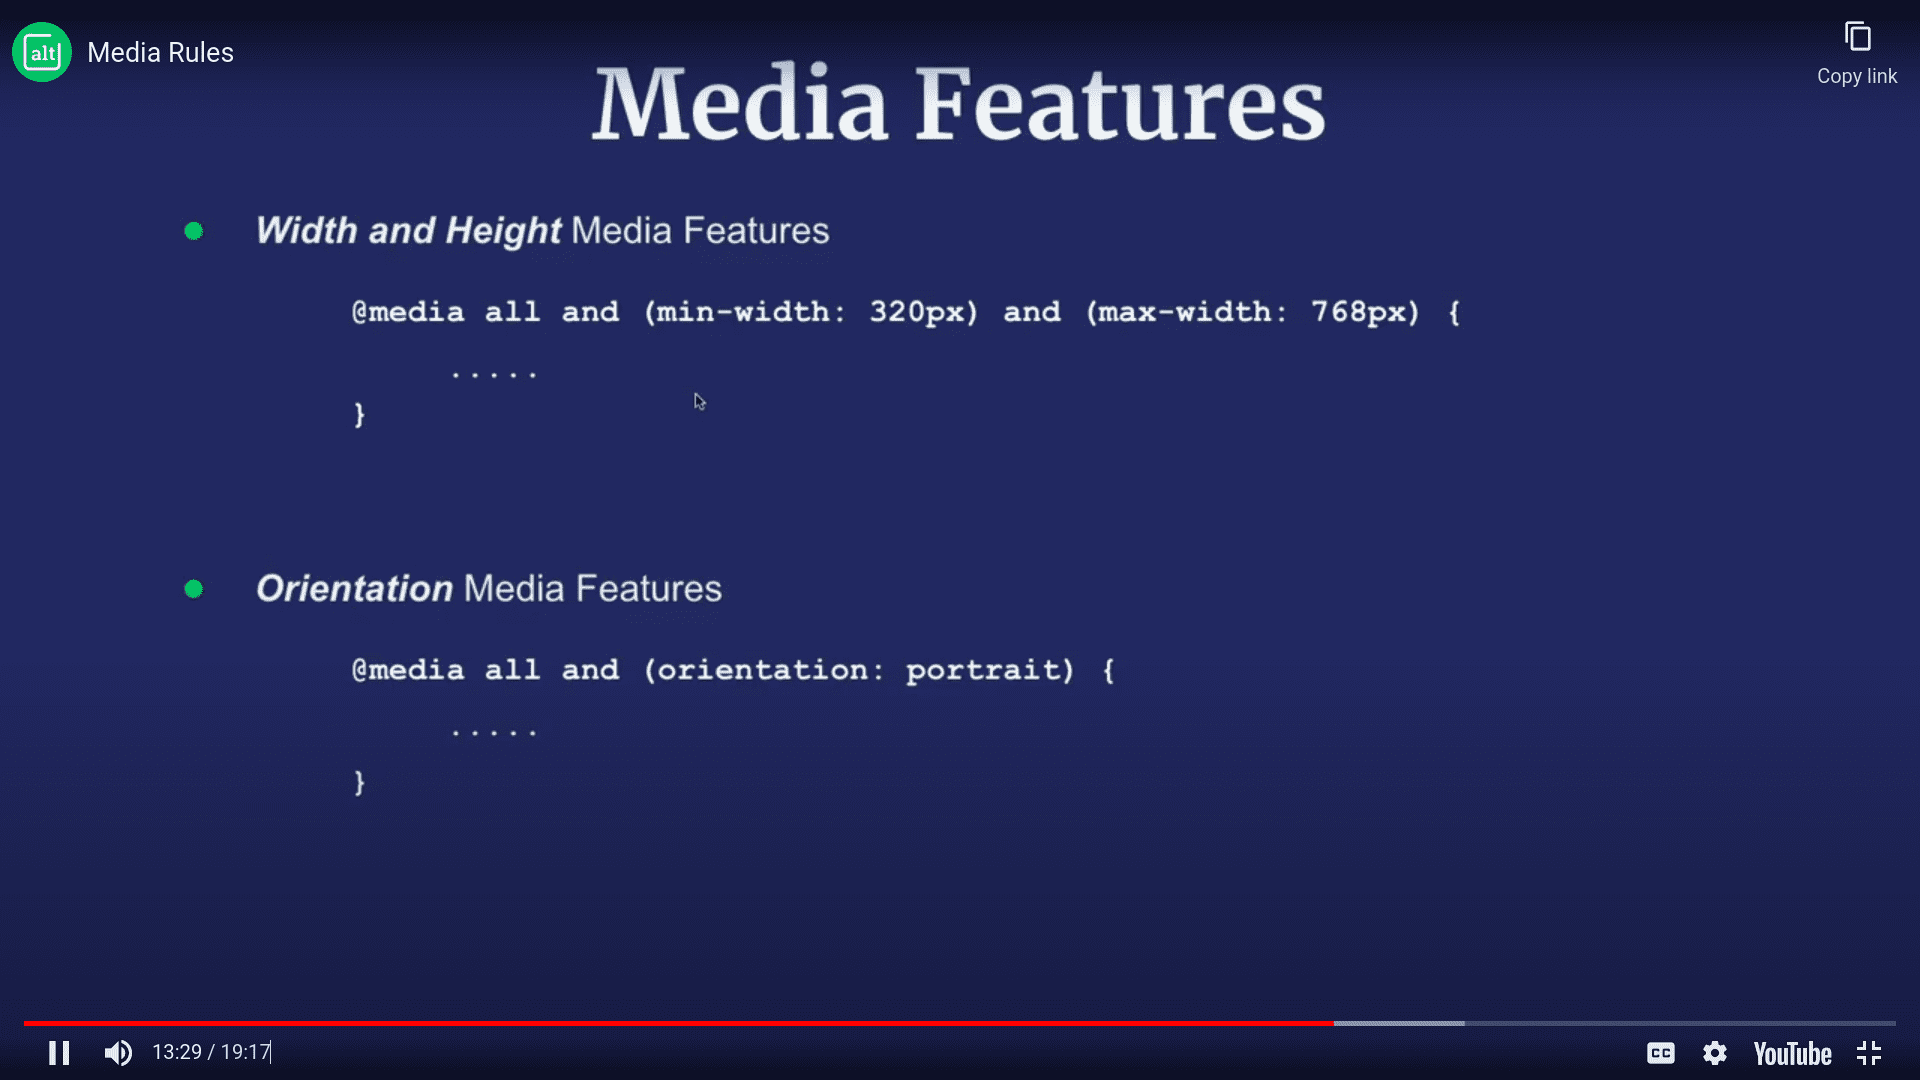 alt
Media Rules
Copy link
Media Features
Width and Height Media Features
@media all and (min-width: 320px) and (max-width: 768px) {
.....
}
Orientation Media Features
@media all and (orientation: portrait) {
.....
}
13:29 / 19:17
CC
YouTube